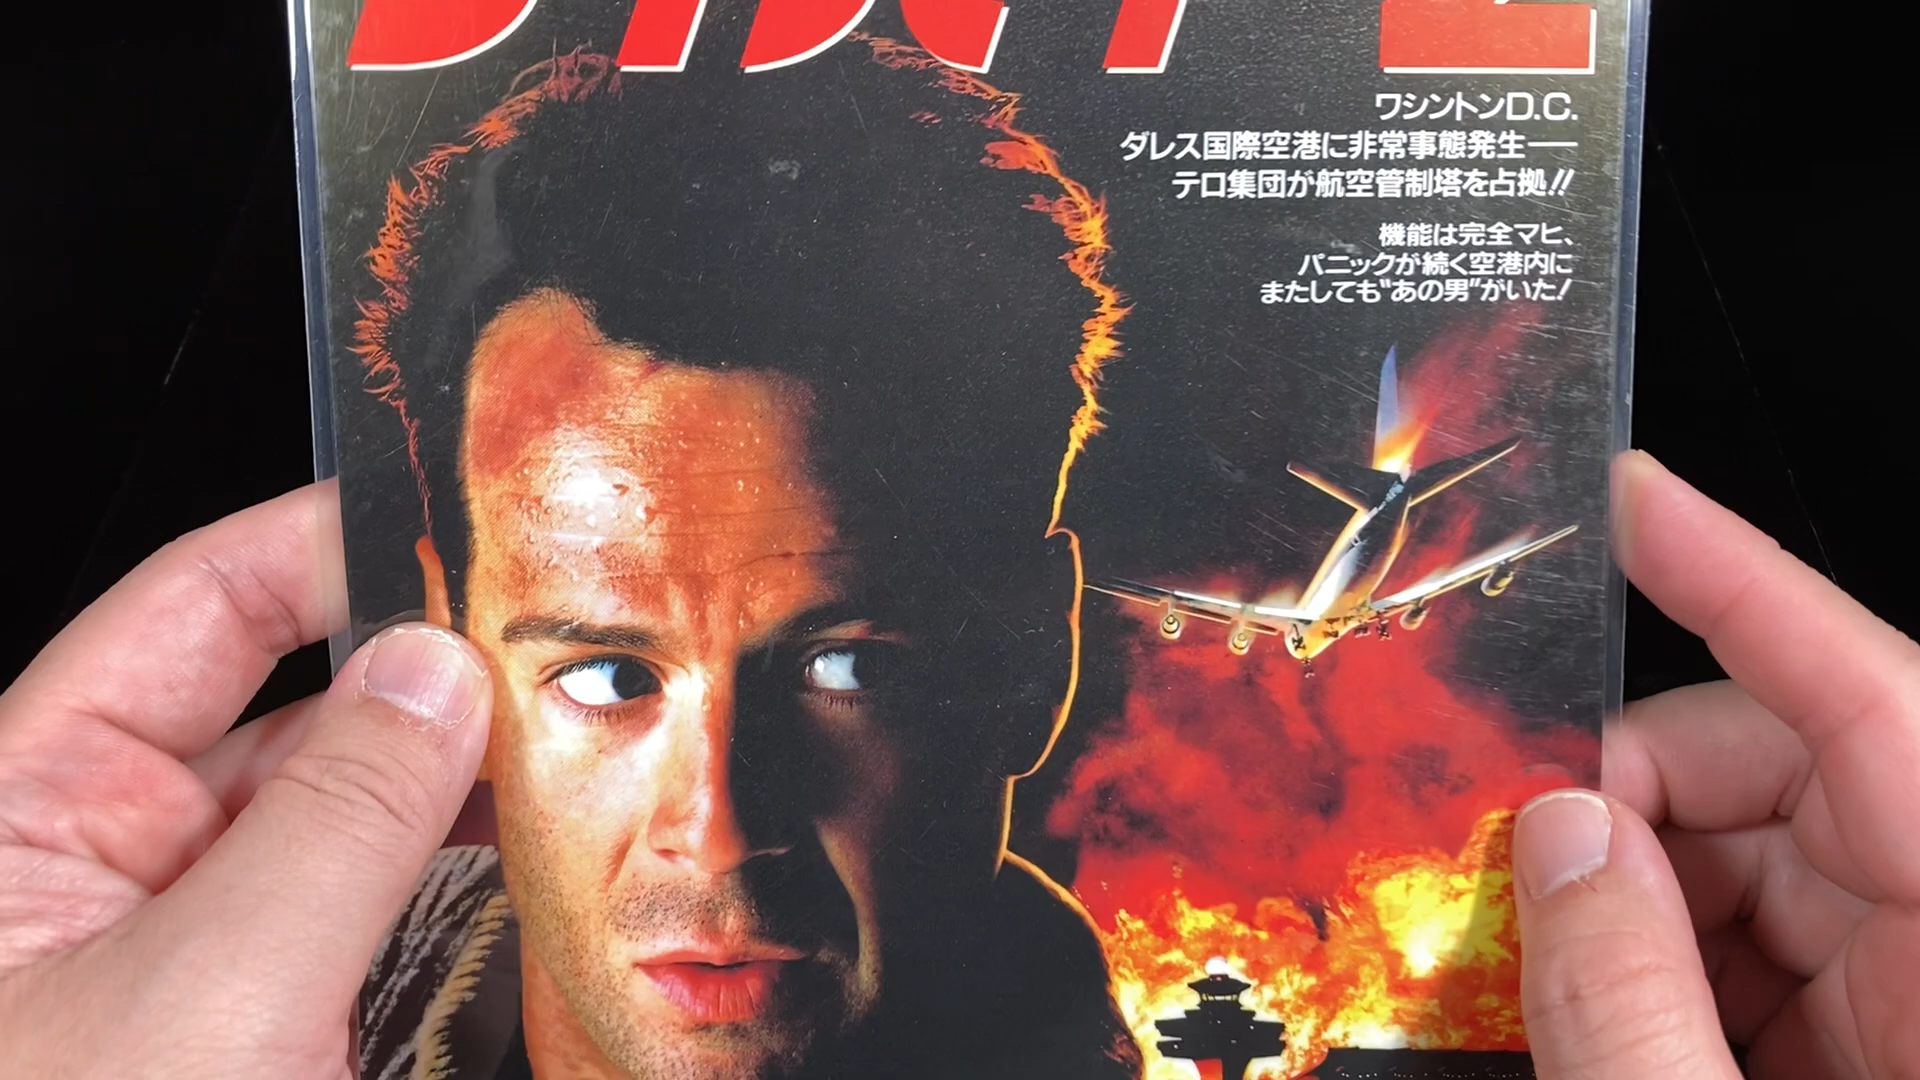 2
ワシントンD.C.
ダレス国際空港に非常事態発生──
テロ集団が航空管制塔を占拠!!
機能は完全マヒ、
パニックが続く空港内に
またしても“あの男”がいた!